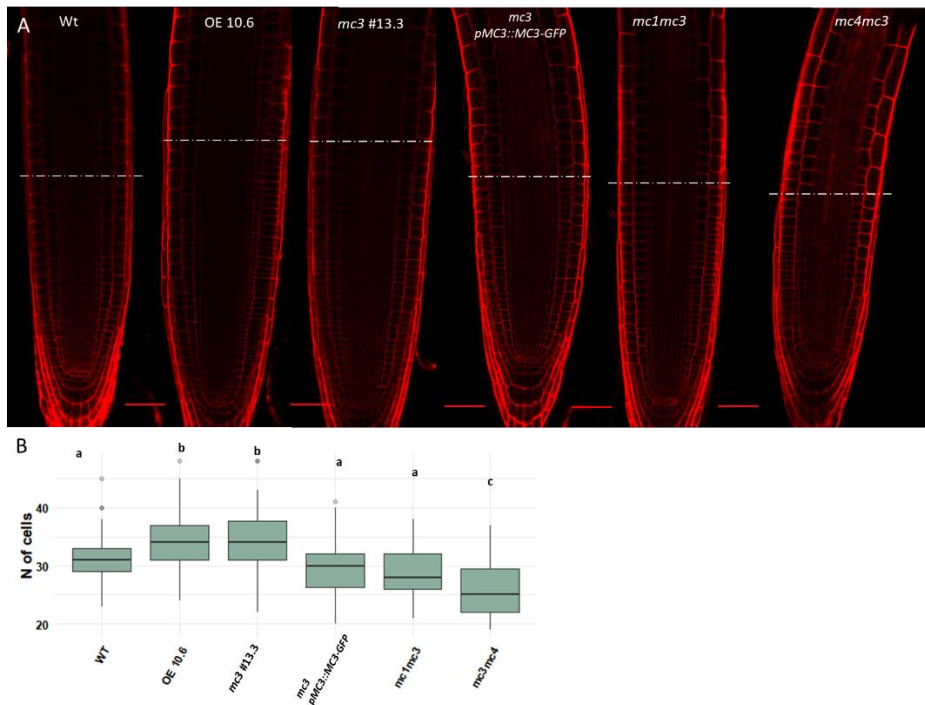 A
Wt
OE 10.6
mc3 #13.3
mc3
pMC3::MC3-GFP
mc1mc3
mc4mc3
B
a
b
b
a
a
c
N of cells
40
30
20
WT
OE 10.6
mc3 #13.3
mc3
pMC3::MC3-GFP
mc1mc3
mc3mc4